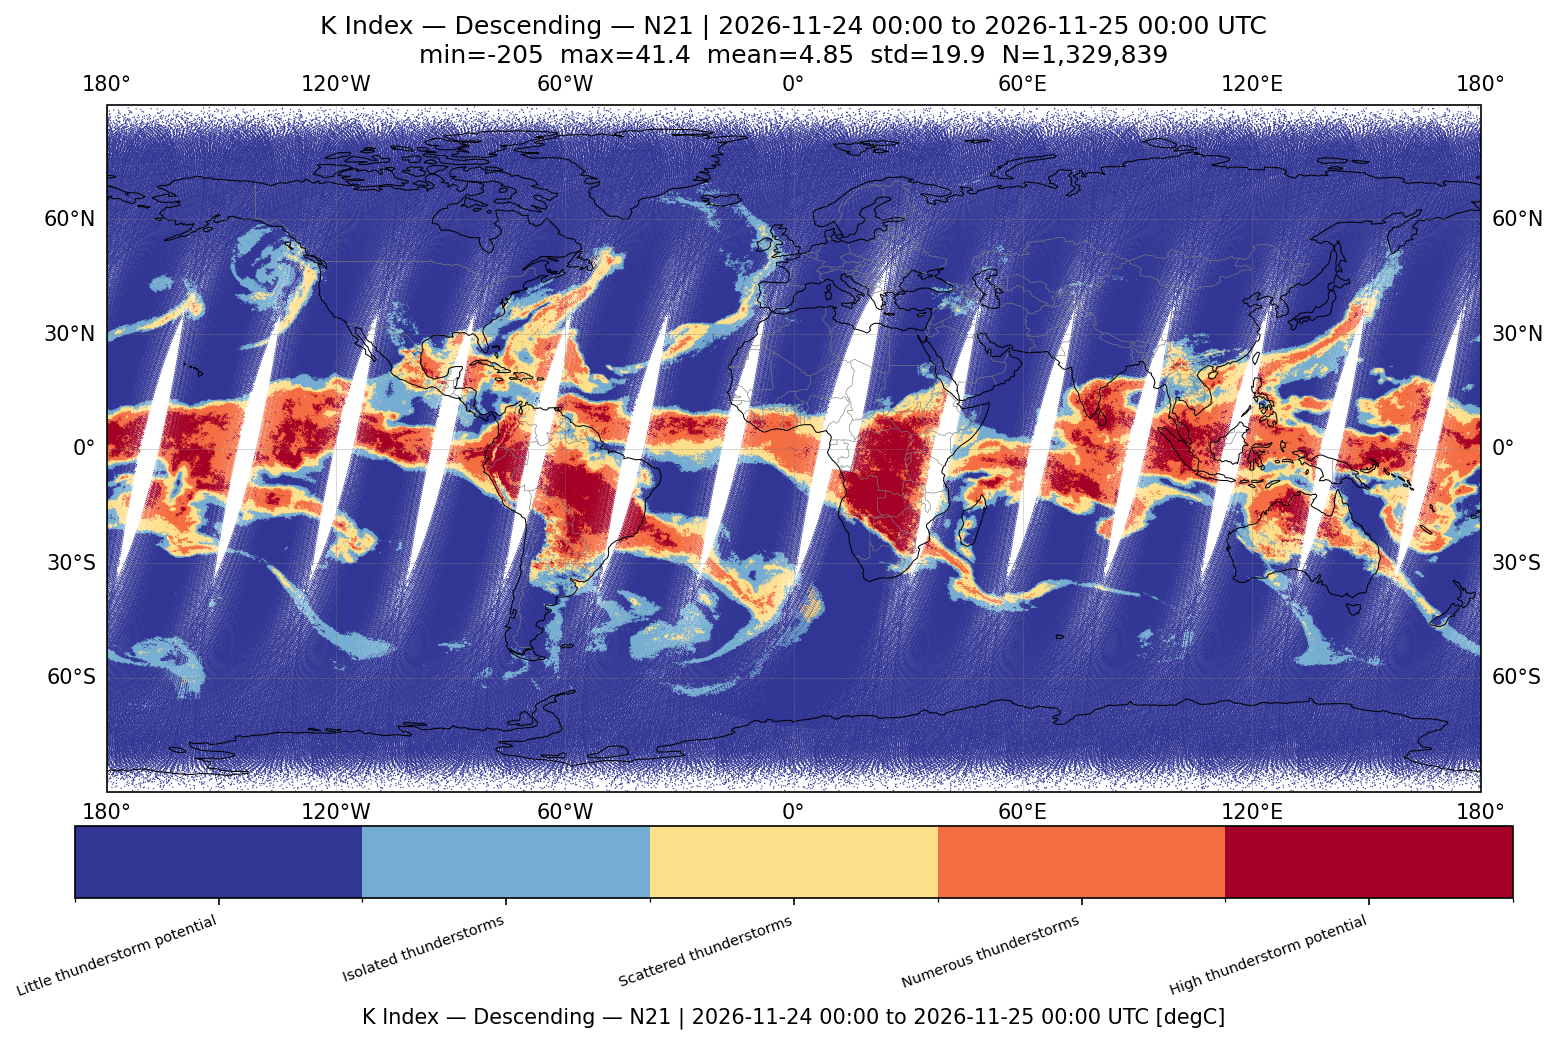 K Index — Descending — N21 | 2026-11-24 00:00 to 2026-11-25 00:00 UTC
min=-205  max=41.4  mean=4.85  std=19.9  N=1,329,839
180° 120°W 60°W 0° 60°E 120°E 180°
60°N 60°N
30°N 30°N
0° 0°
30°S 30°S
60°S 60°S
180° 120°W 60°W 0° 60°E 120°E 180°
Little thunderstorm potential
Isolated thunderstorms
Scattered thunderstorms
Numerous thunderstorms
High thunderstorm potential
K Index — Descending — N21 | 2026-11-24 00:00 to 2026-11-25 00:00 UTC [degC]